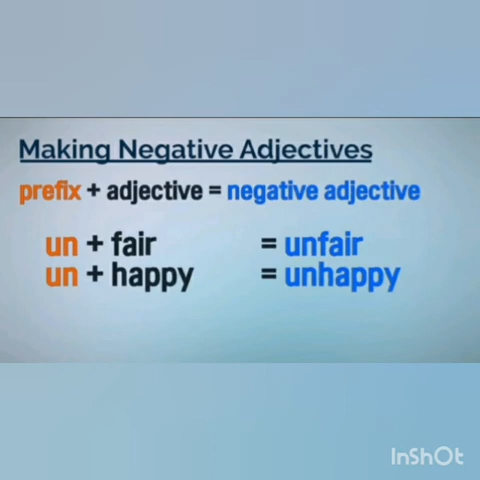 Making Negative Adjectives
prefix + adjective = negative adjective
un + fair = unfair
un + happy = unhappy
InShOt